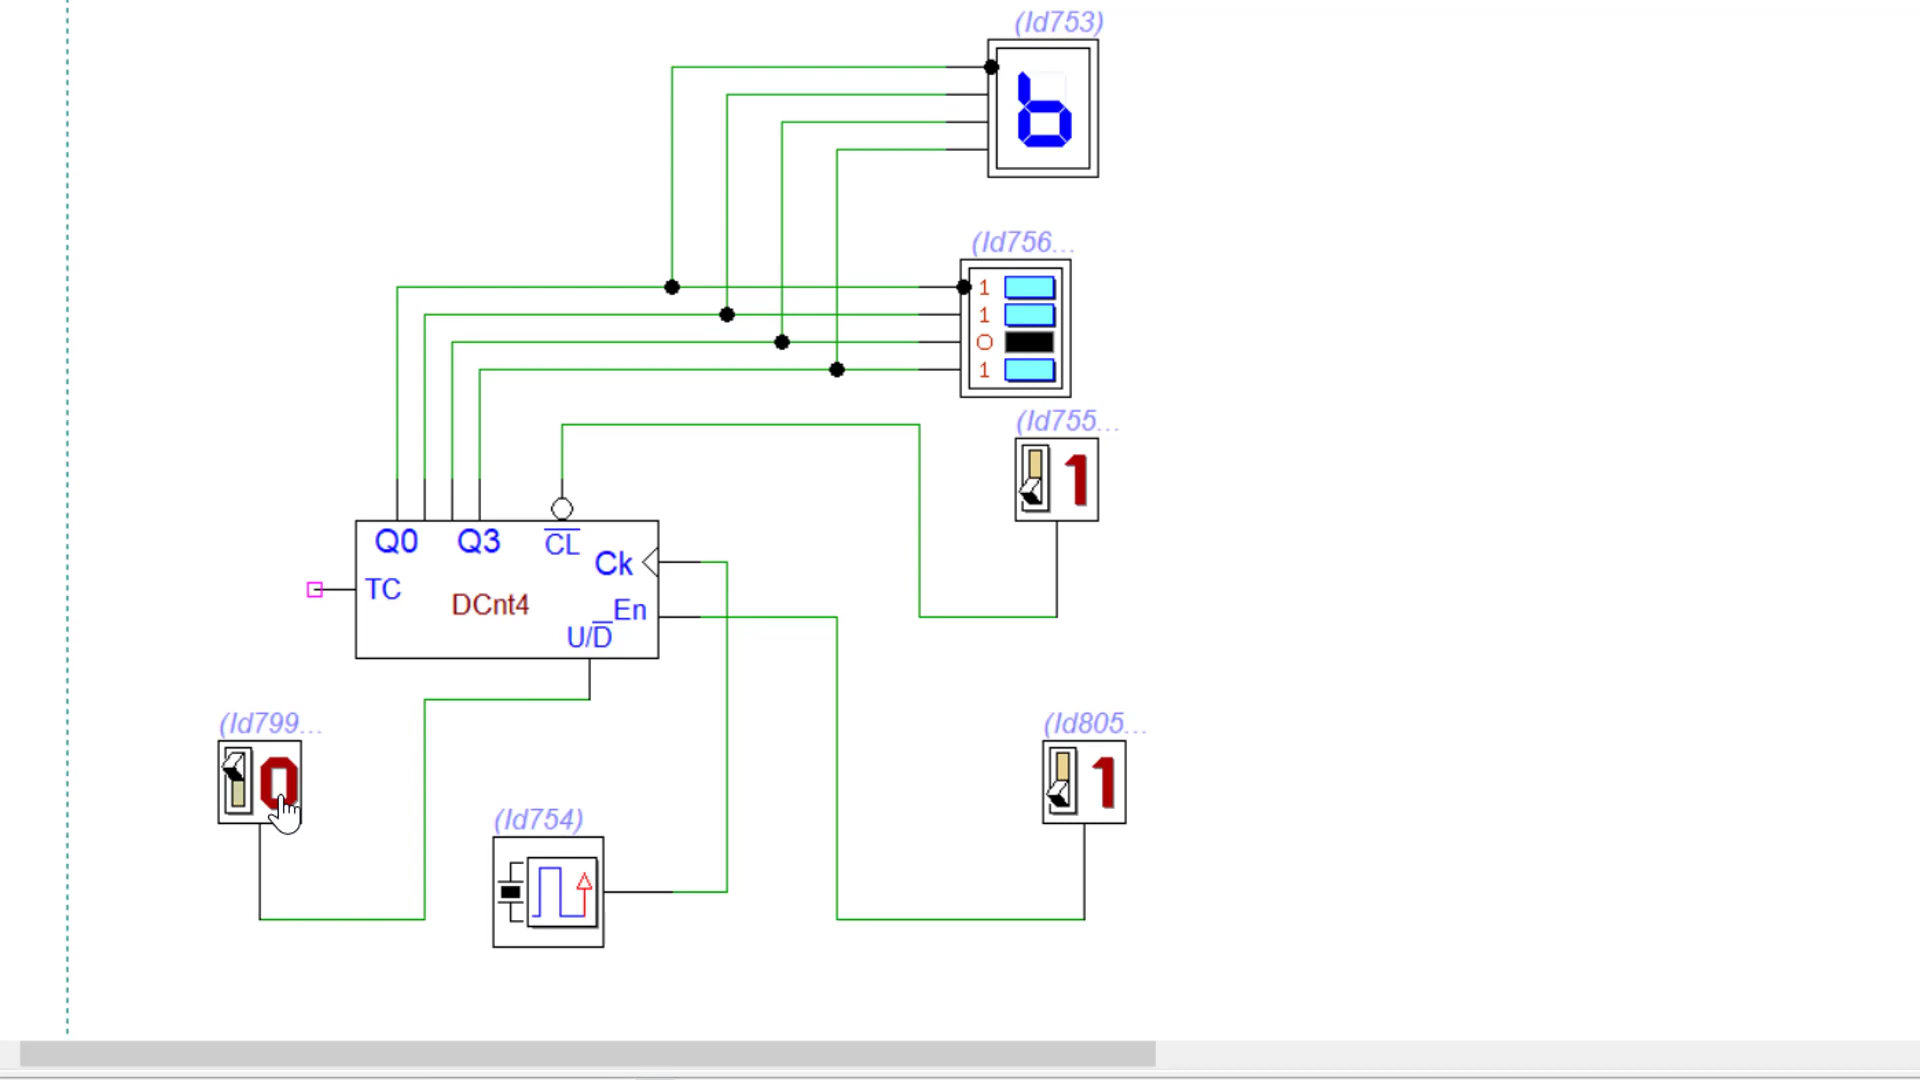 (Id753)
b
(Id756...
1
1
0
1
(Id755...
1
Q0 Q3 CL
Ck
TC
DCnt4
En
U/D
(Id799...
0
(Id805...
1
(Id754)